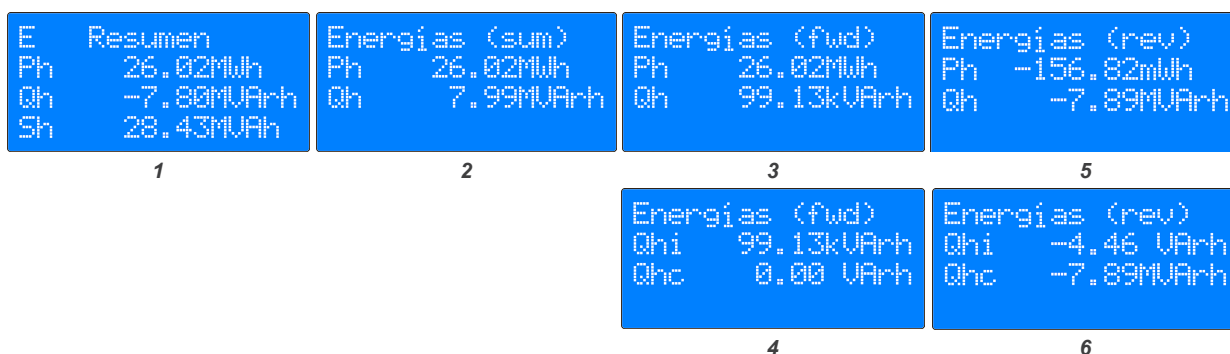 E Resumen
Ph 26.02MWh
Qh -7.80MVArh
Sh 28.43MVAh
1
Energías (sum)
Ph 26.02MWh
Qh 7.99MVArh
2
Energías (fwd)
Ph 26.02MWh
Qh 99.13kVArh
3
Energías (rev)
Ph -156.82mWh
Qh -7.89MVArh
5
Energías (fwd)
Qhi 99.13kVArh
Qhc 0.00 VArh
4
Energías (rev)
Qhi -4.46 VArh
Qhc -7.89MVArh
6